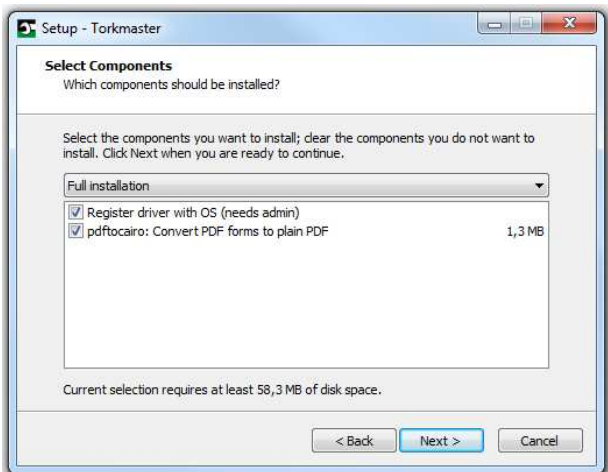 Setup - Torkmaster
Select Components
Which components should be installed?
Select the components you want to install; clear the components you do not want to
install. Click Next when you are ready to continue.
Full installation
Register driver with OS (needs admin)
pdftocairo: Convert PDF forms to plain PDF 1,3 MB
Current selection requires at least 58,3 MB of disk space.
< Back Next > Cancel